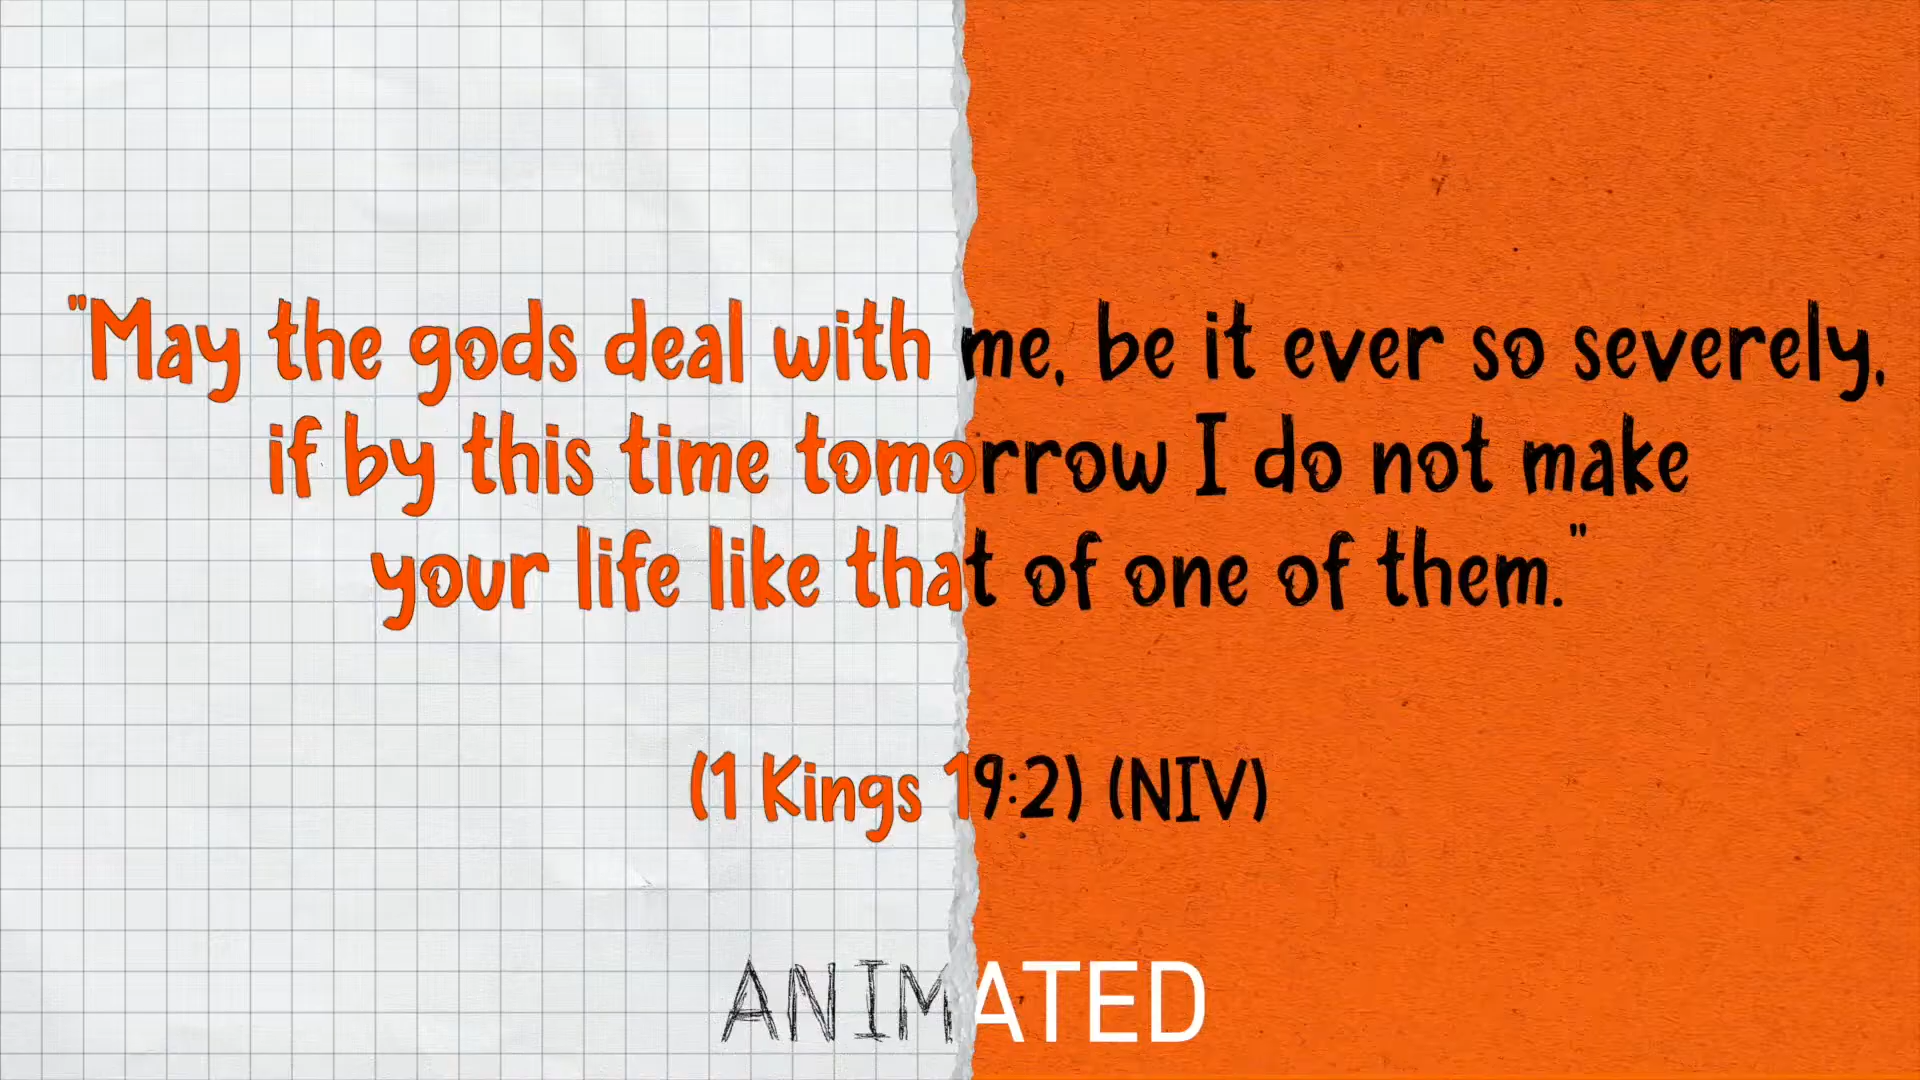 "May the gods deal with me, be it ever so severely,
if by this time tomorrow I do not make
your life like that of one of them."
(1 Kings 19:2) (NIV)
ANIMATED